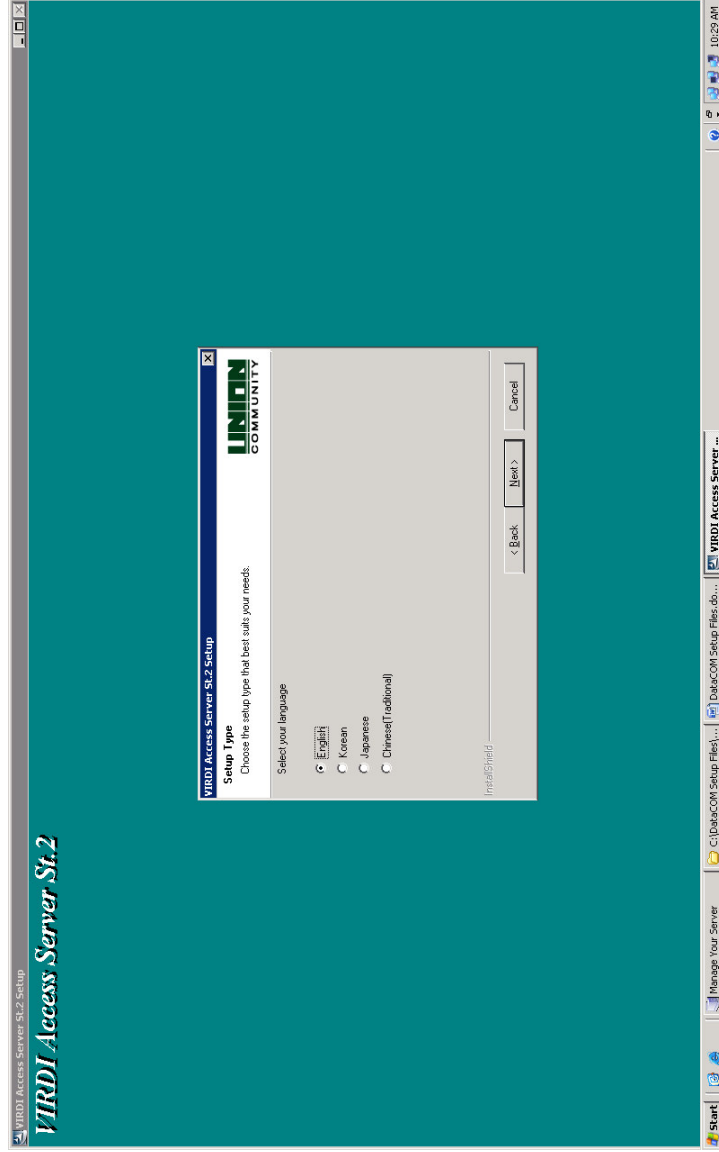 VIRDI Access Server St.2 Setup
VIRDI Access Server St.2
VIRDI Access Server St.2 Setup
Setup Type
Choose the setup type that best suits your needs.
UNION
COMMUNITY
Select your language
English
Korean
Japanese
Chinese(Traditional)
InstallShield
< Back
Next >
Cancel
Start
Manage Your Server
C:\DataCOM Setup Files\...
DataCOM Setup Files.do...
VIRDI Access Server ...
10:29 AM